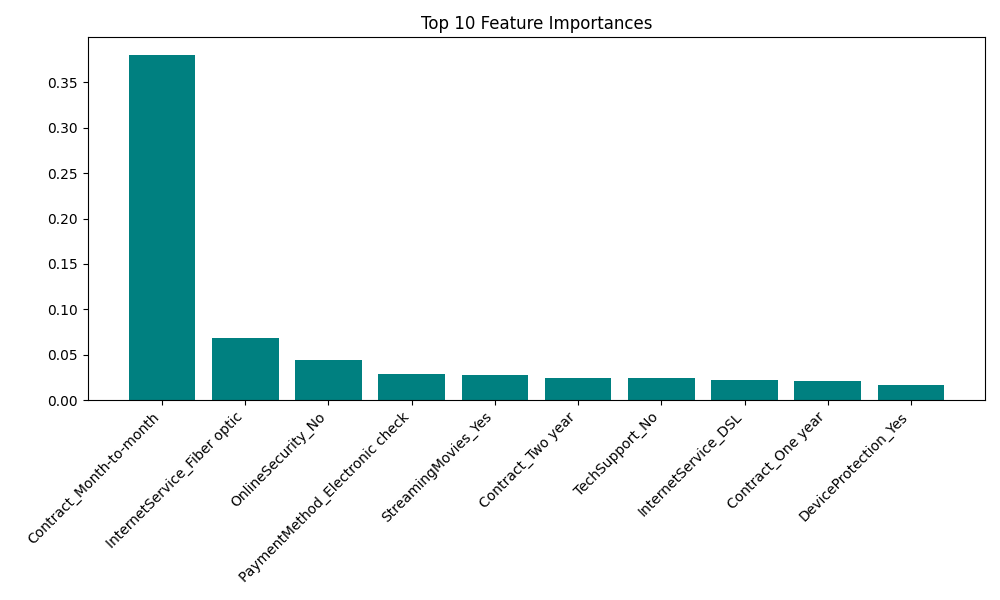 Top 10 Feature Importances
0.35
0.30
0.25
0.20
0.15
0.10
0.05
0.00
Contract_Month-to-month
InternetService_Fiber optic
OnlineSecurity_No
PaymentMethod_Electronic check
StreamingMovies_Yes
Contract_Two year
TechSupport_No
InternetService_DSL
Contract_One year
DeviceProtection_Yes